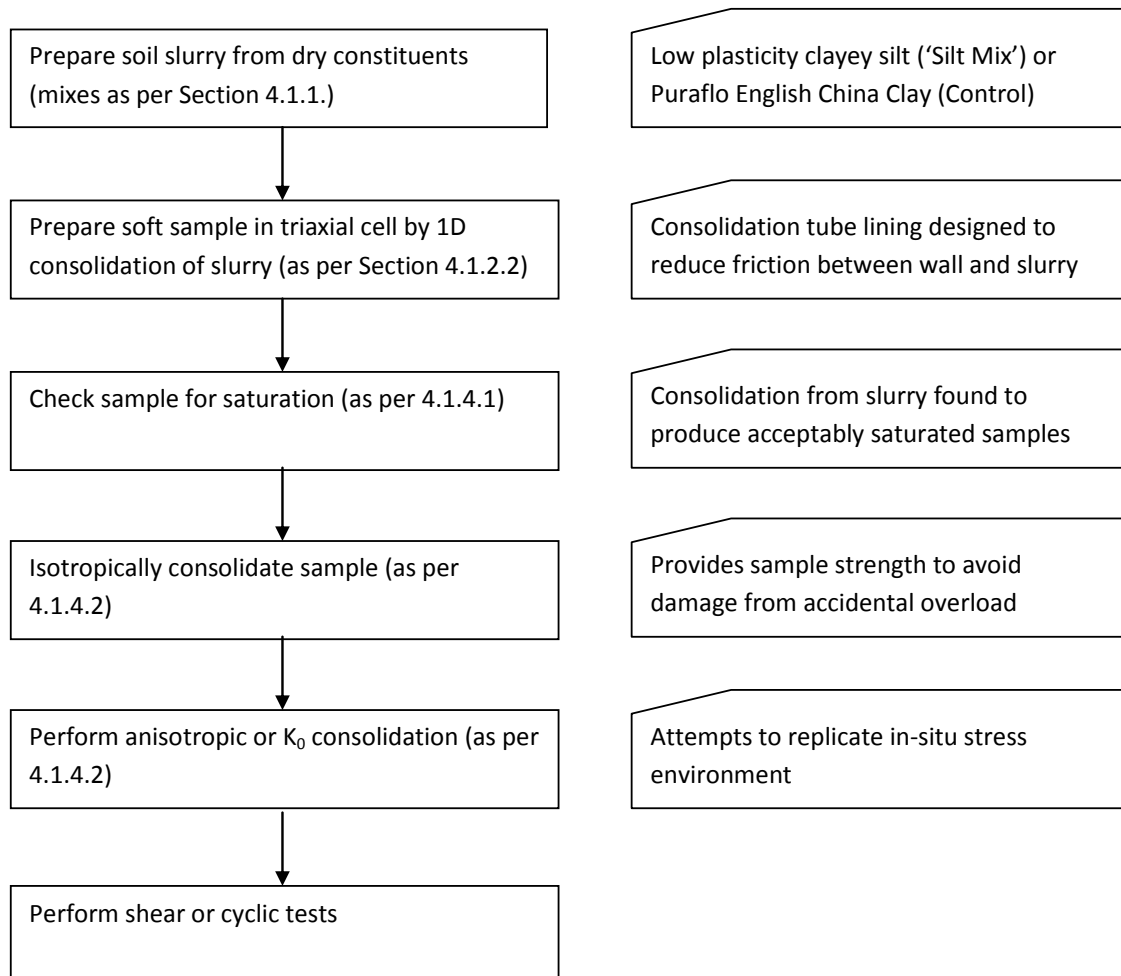 Prepare soil slurry from dry constituents
(mixes as per Section 4.1.1.)
Low plasticity clayey silt (‘Silt Mix’) or
Puraflo English China Clay (Control)
Prepare soft sample in triaxial cell by 1D
consolidation of slurry (as per Section 4.1.2.2)
Consolidation tube lining designed to
reduce friction between wall and slurry
Check sample for saturation (as per 4.1.4.1)
Consolidation from slurry found to
produce acceptably saturated samples
Isotropically consolidate sample (as per
4.1.4.2)
Provides sample strength to avoid
damage from accidental overload
Perform anisotropic or K₀ consolidation (as per
4.1.4.2)
Attempts to replicate in-situ stress
environment
Perform shear or cyclic tests